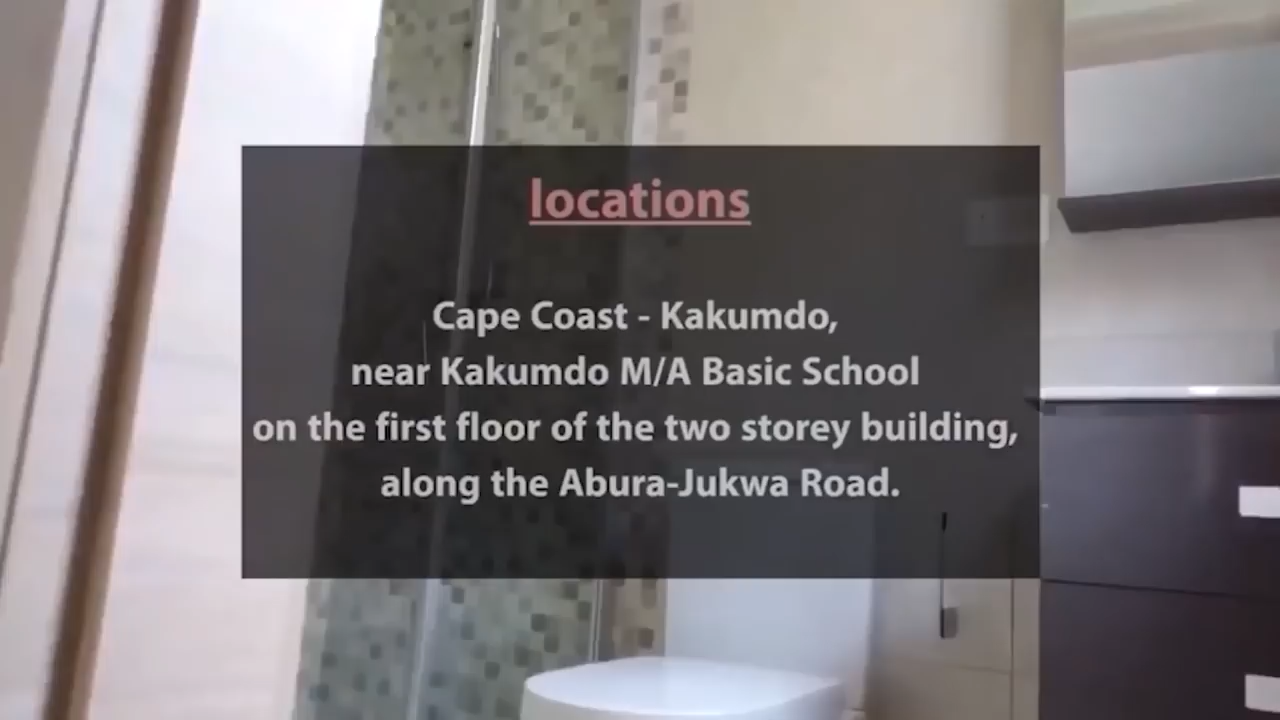 locations
Cape Coast - Kakumdo,
near Kakumdo M/A Basic School
on the first floor of the two storey building,
along the Abura-Jukwa Road.